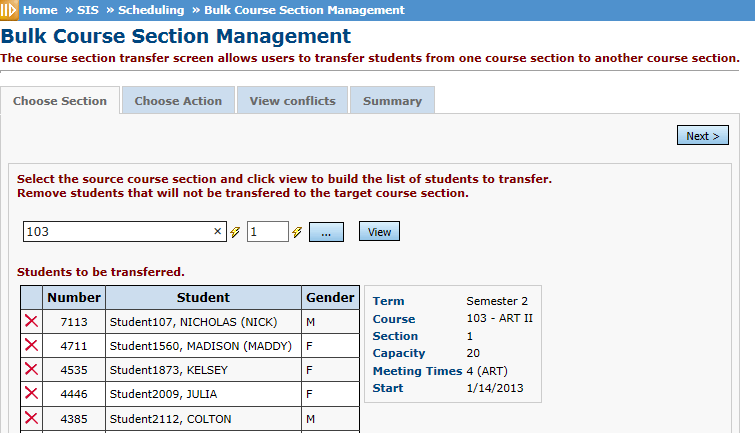 Home » SIS » Scheduling » Bulk Course Section Management
Bulk Course Section Management
The course section transfer screen allows users to transfer students from one course section to another course section.
Choose Section Choose Action View conflicts Summary
Next >
Select the source course section and click view to build the list of students to transfer.
Remove students that will not be transfered to the target course section.
103 × 1 ... View
Students to be transferred.
Number Student Gender
7113 Student107, NICHOLAS (NICK) M
4711 Student1560, MADISON (MADDY) F
4535 Student1873, KELSEY F
4446 Student2009, JULIA F
4385 Student2112, COLTON M
Term Semester 2
Course 103 - ART II
Section 1
Capacity 20
Meeting Times 4 (ART)
Start 1/14/2013